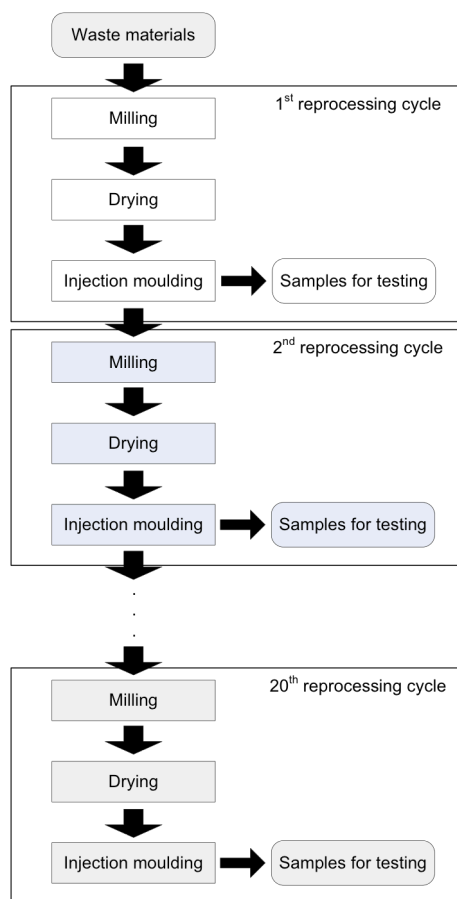 Waste materials
1st reprocessing cycle
Milling
Drying
Injection moulding
Samples for testing
2nd reprocessing cycle
Milling
Drying
Injection moulding
Samples for testing
.
.
.
20th reprocessing cycle
Milling
Drying
Injection moulding
Samples for testing